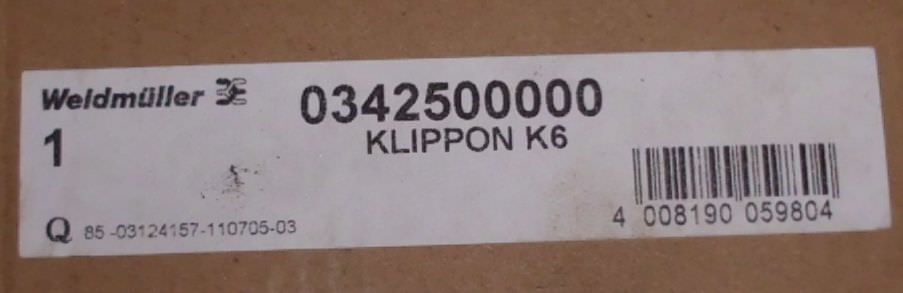 Weidmüller
0342500000
KLIPPON K6
1
Q 85-03124157-110705-03
4 008190 059804